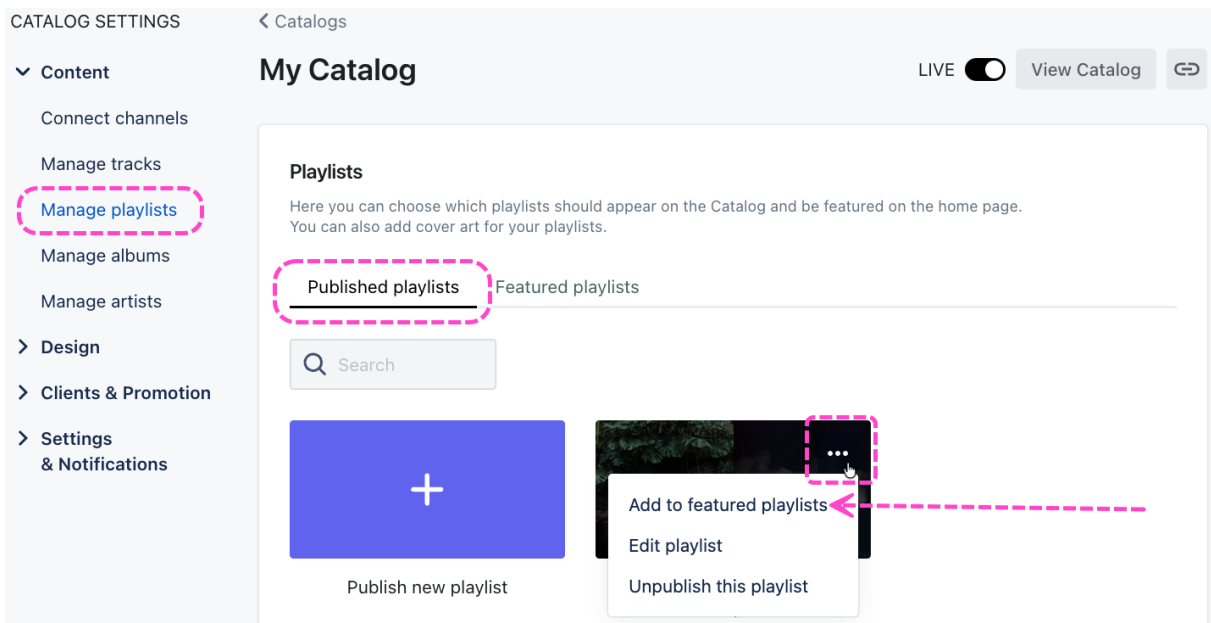 CATALOG SETTINGS
Content
Connect channels
Manage tracks
Manage playlists
Manage albums
Manage artists
Design
Clients & Promotion
Settings
& Notifications
Catalogs
My Catalog
LIVE
View Catalog
Playlists
Here you can choose which playlists should appear on the Catalog and be featured on the home page.
You can also add cover art for your playlists.
Published playlists
Featured playlists
Search
Publish new playlist
Add to featured playlists
Edit playlist
Unpublish this playlist